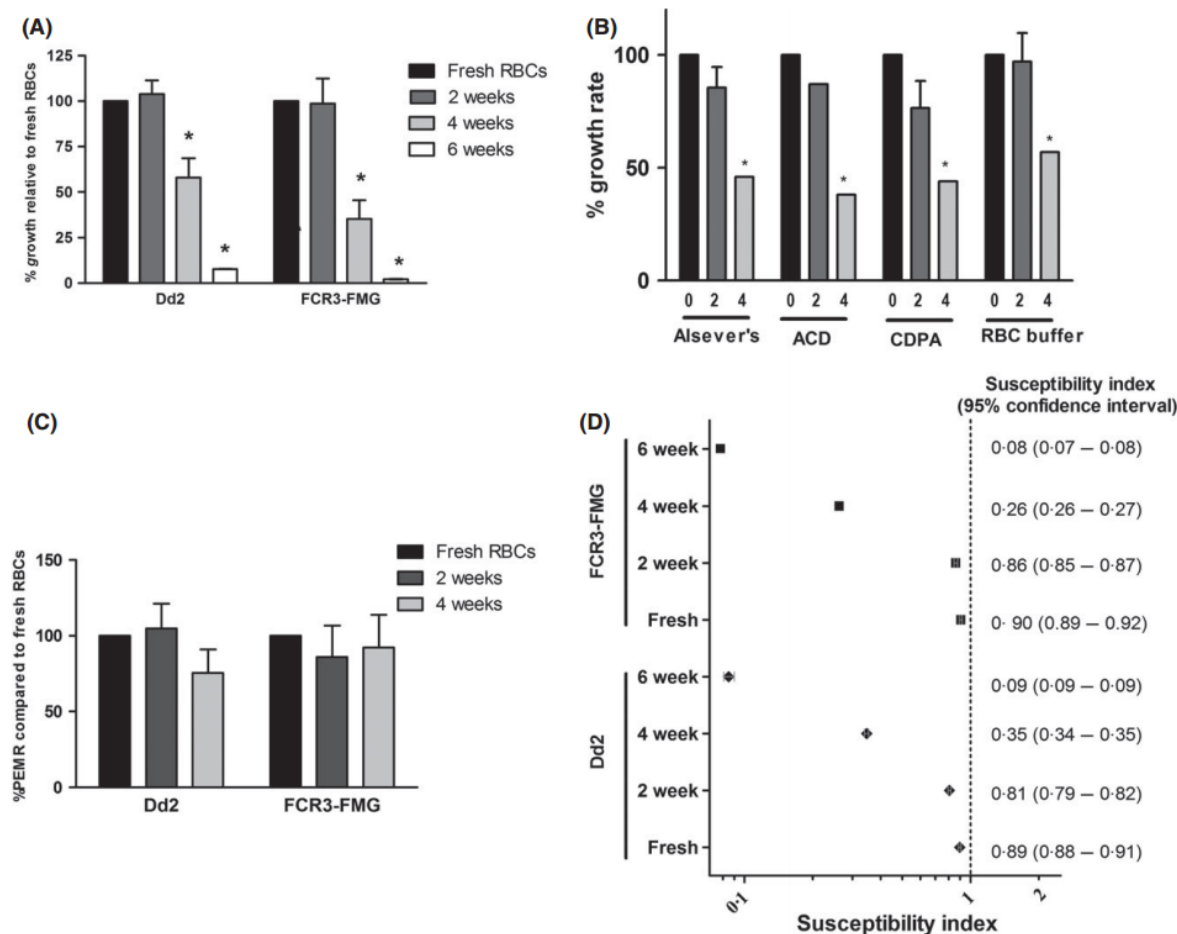 (A)
% growth relative to fresh RBCs
125
100
75
50
25
0
* * * *
Dd2 FCR3-FMG
Fresh RBCs
2 weeks
4 weeks
6 weeks
(B)
% growth rate
100
50
0
* * * *
0 2 4 0 2 4 0 2 4 0 2 4
Alsever's ACD CDPA RBC buffer
(C)
%PEMR compared to fresh RBCs
150
100
50
0
Dd2 FCR3-FMG
Fresh RBCs
2 weeks
4 weeks
(D)
Susceptibility index
(95% confidence interval)
FCR3-FMG
6 week 0·08 (0·07 – 0·08)
4 week 0·26 (0·26 – 0·27)
2 week 0·86 (0·85 – 0·87)
Fresh 0· 90 (0.89 – 0·92)
Dd2
6 week 0·09 (0·09 – 0·09)
4 week 0·35 (0·34 – 0·35)
2 week 0·81 (0·79 – 0·82)
Fresh 0·89 (0·88 – 0·91)
0·1 1 2
Susceptibility index